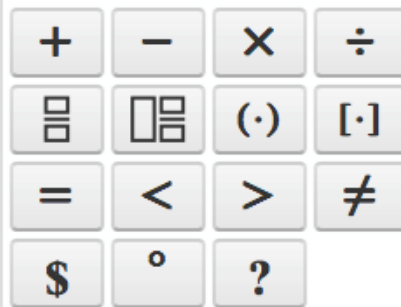 + − × ÷
(·) [·]
= < > ≠
$ ° ?